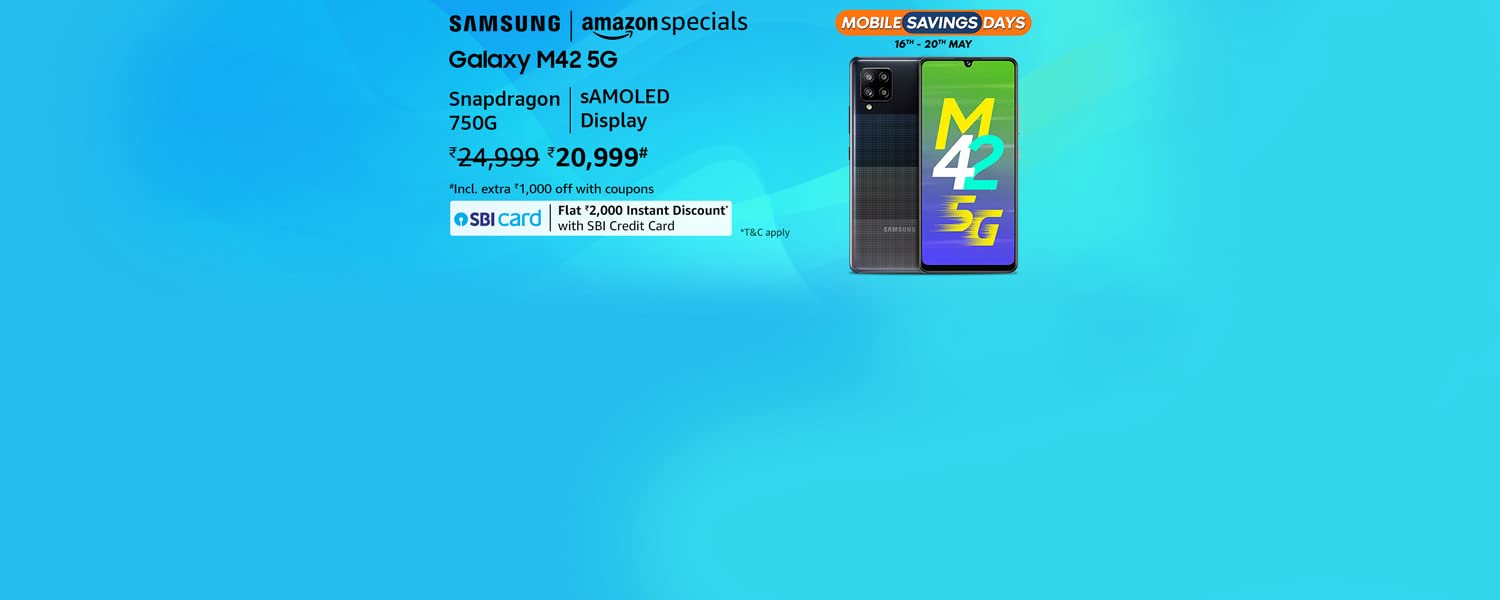 SAMSUNG | amazon specials
Galaxy M42 5G
Snapdragon 750G | sAMOLED Display
₹24,999 ₹20,999#
#Incl. extra ₹1,000 off with coupons
SBI card | Flat ₹2,000 Instant Discount*
with SBI Credit Card
*T&C apply
MOBILE SAVINGS DAYS
16TH - 20TH MAY
SAMSUNG
M
42
5G